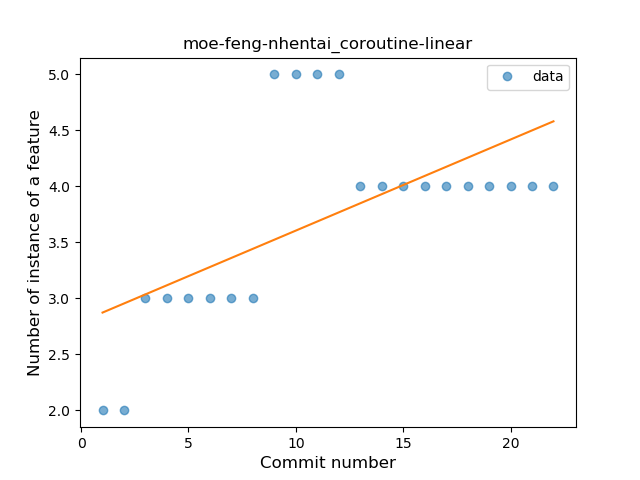 moe-feng-nhentai_coroutine-linear
data
Number of instance of a feature
5.0
4.5
4.0
3.5
3.0
2.5
2.0
0 5 10 15 20
Commit number